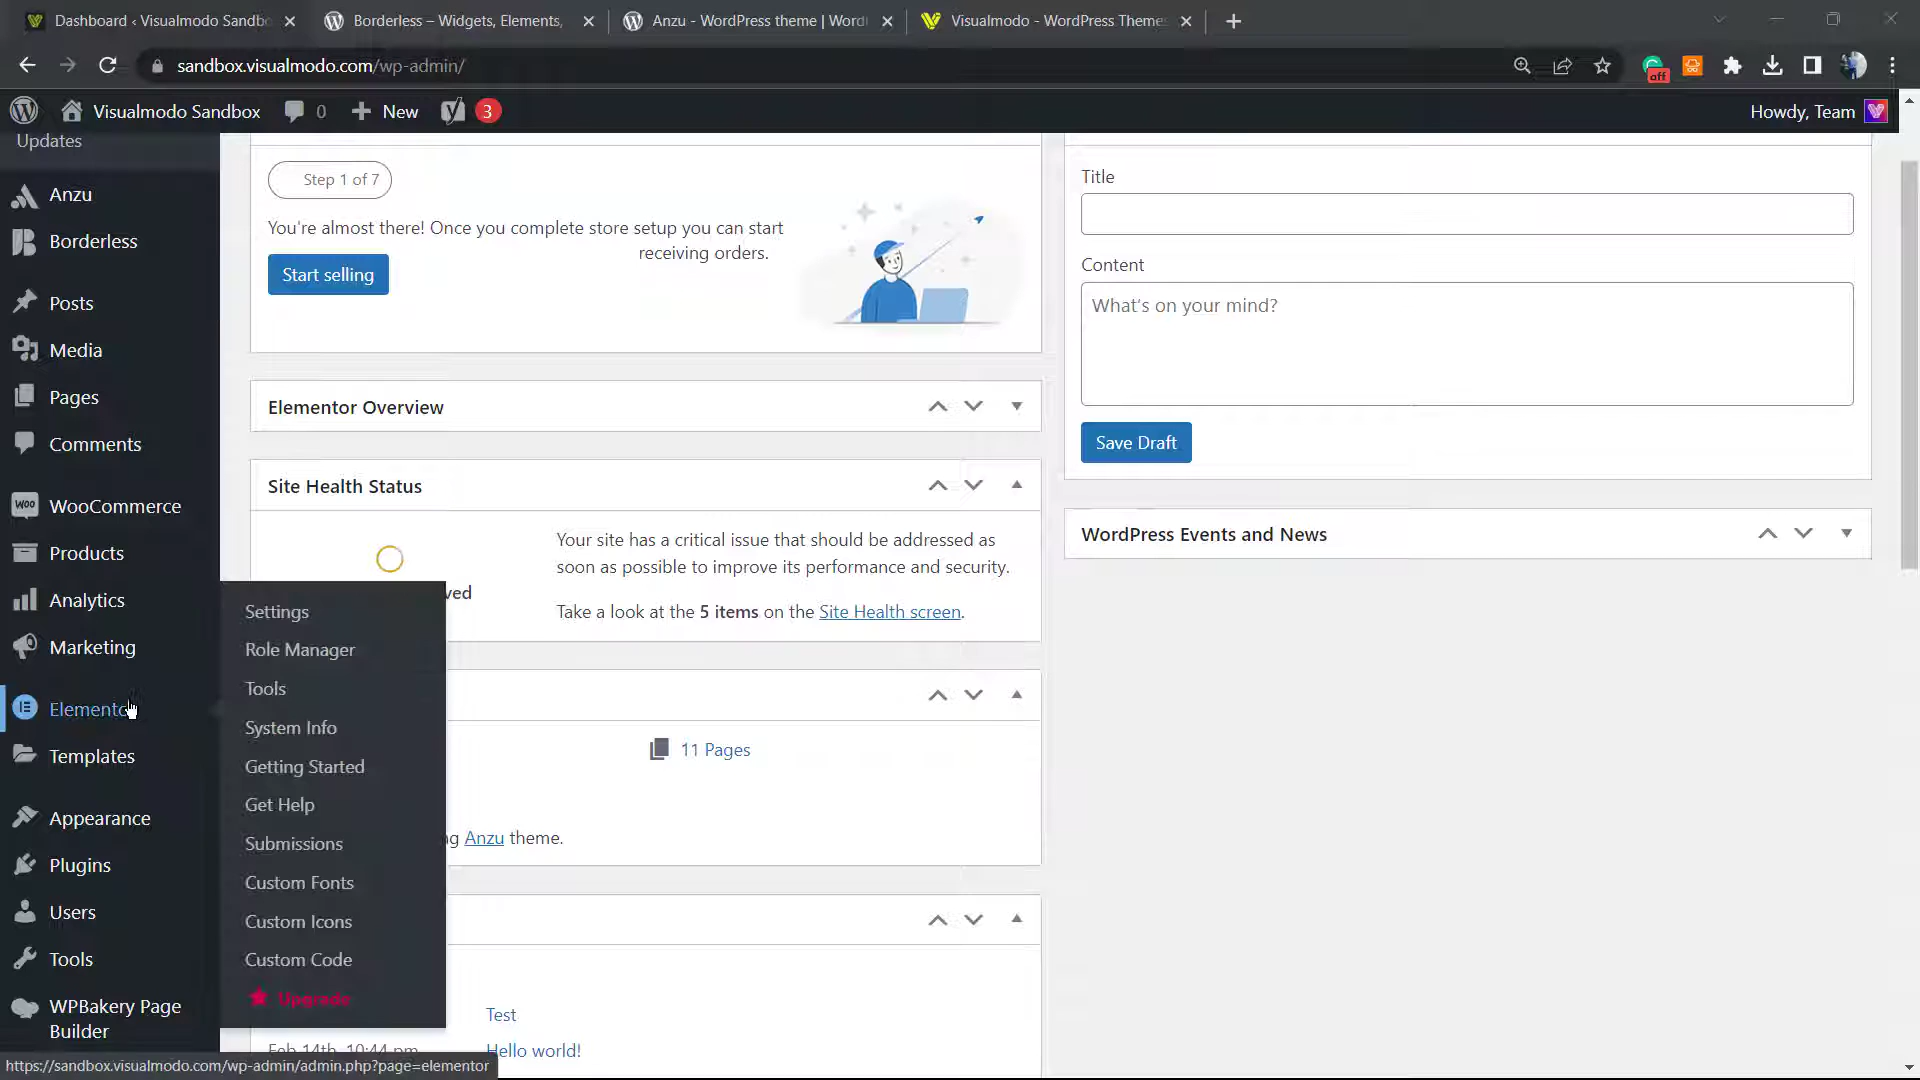 Dashboard ‹ Visualmodo Sandbo
Borderless – Widgets, Elements,
Anzu - WordPress theme | Word
Visualmodo - WordPress Themes
sandbox.visualmodo.com/wp-admin/
off
Visualmodo Sandbox
0
New
3
Howdy, Team
Updates
Anzu
Borderless
Posts
Media
Pages
Comments
WOO
WooCommerce
Products
Analytics
Marketing
Elemento
Templates
Appearance
Plugins
Users
Tools
WPBakery Page
Builder
Settings
Role Manager
Tools
System Info
Getting Started
Get Help
Submissions
Custom Fonts
Custom Icons
Custom Code
Upgrade
Step 1 of 7
You're almost there! Once you complete store setup you can start
receiving orders.
Start selling
Elementor Overview
Site Health Status
ved
Your site has a critical issue that should be addressed as
soon as possible to improve its performance and security.
Take a look at the 5 items on the Site Health screen.
11 Pages
ng Anzu theme.
Test
Feb 14th, 10:44 pm
Hello world!
Title
Content
What's on your mind?
Save Draft
WordPress Events and News
https://sandbox.visualmodo.com/wp-admin/admin.php?page=elementor